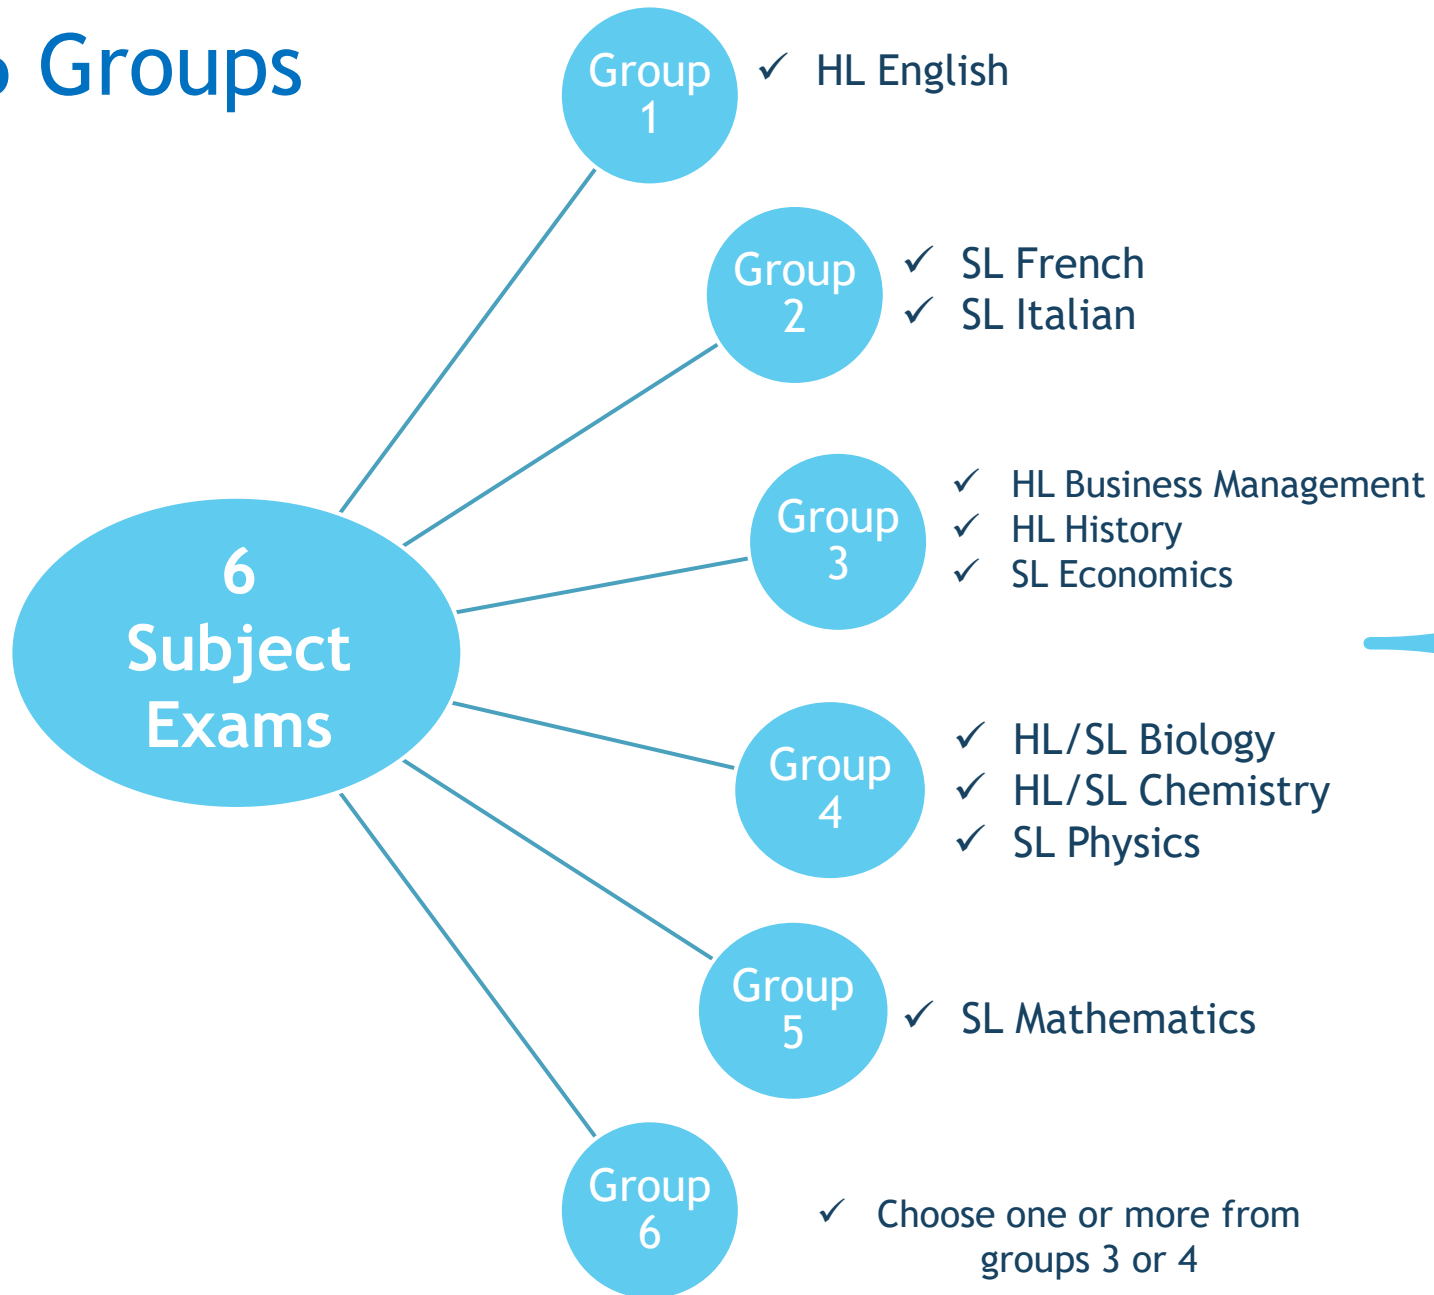 6 Groups
Group
1
✓ HL English
Group
2
✓ SL French
✓ SL Italian
Group
3
✓ HL Business Management
✓ HL History
✓ SL Economics
6
Subject
Exams
Group
4
✓ HL/SL Biology
✓ HL/SL Chemistry
✓ SL Physics
Group
5
✓ SL Mathematics
Group
6
✓ Choose one or more from
groups 3 or 4